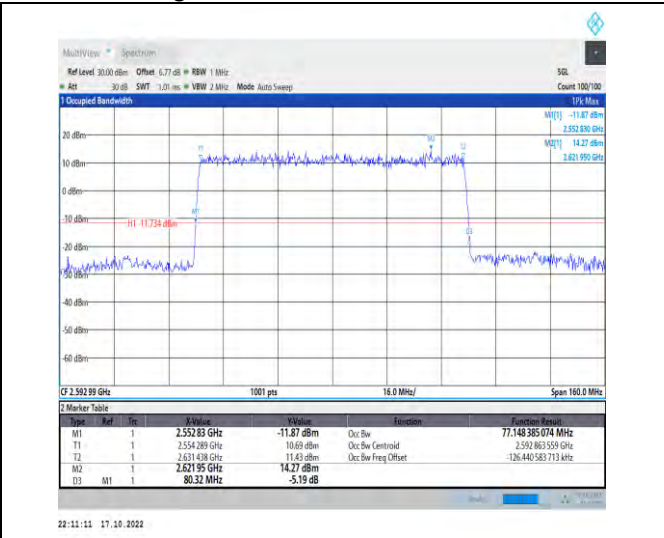 MultiView Spectrum
Ref Level 30.00 dBm Offset 6.77 dB RBW 1 MHz SGL
Att 30 dB SWT 1.01 ms VBW 2 MHz Mode Auto Sweep Count 100/100
1 Occupied Bandwidth 1Pk Max
M1[1] -11.87 dBm
2.552 830 GHz
M2[1] 14.27 dBm
2.621 950 GHz
20 dBm
M2
T1 T2
10 dBm
0 dBm
M1
-10 dBm
H1 -11.734 dBm
D3
-20 dBm
-40 dBm
-50 dBm
-60 dBm
CF 2.592 99 GHz 1001 pts 16.0 MHz/ Span 160.0 MHz
2 Marker Table
Type Ref Trc X-Value Y-Value Function Function Result
M1 1 2.552 83 GHz -11.87 dBm Occ Bw 77.148 385 074 MHz
T1 1 2.554 289 GHz 10.69 dBm Occ Bw Centroid 2.592 863 559 GHz
T2 1 2.631 438 GHz 11.43 dBm Occ Bw Freq Offset -126.440 583 713 kHz
M2 1 2.621 95 GHz 14.27 dBm
D3 M1 1 80.32 MHz -5.19 dB
22:11:11 17.10.2022